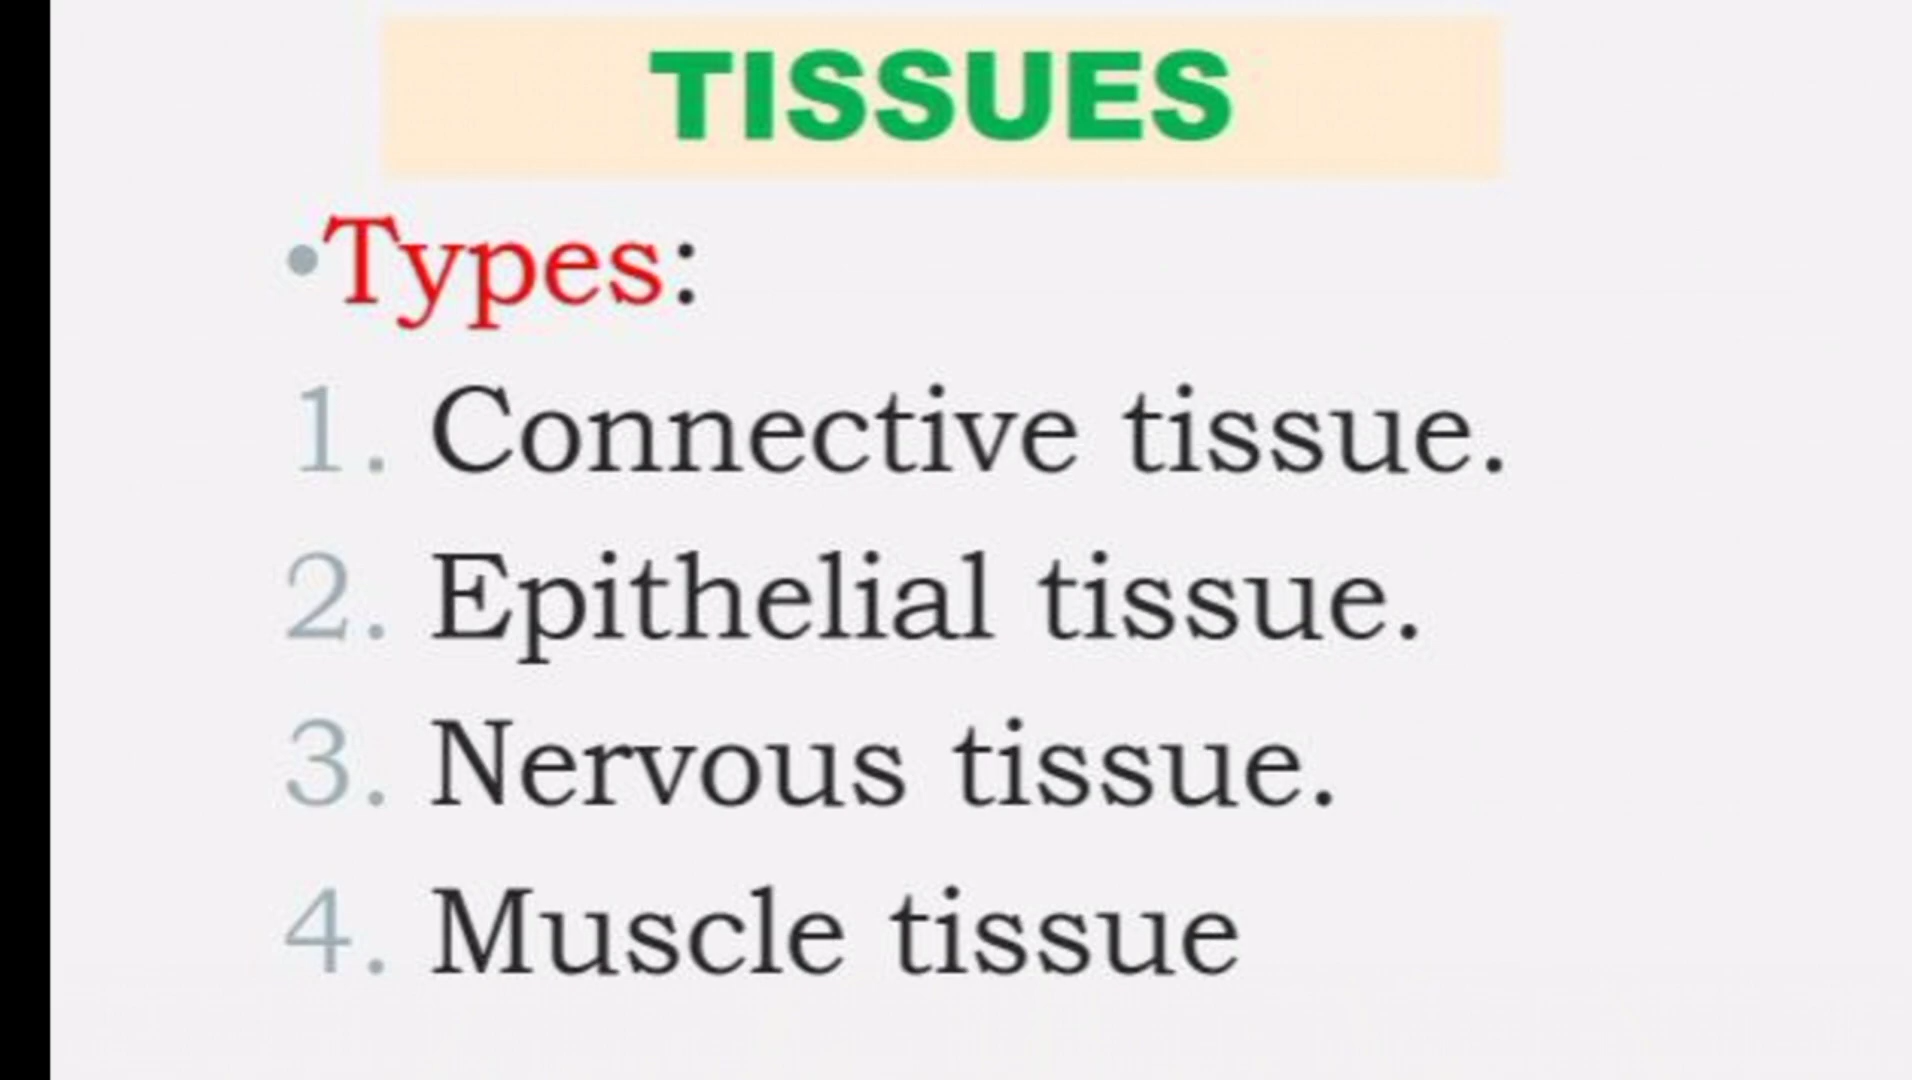 TISSUES
•Types:
1. Connective tissue.
2. Epithelial tissue.
3. Nervous tissue.
4. Muscle tissue